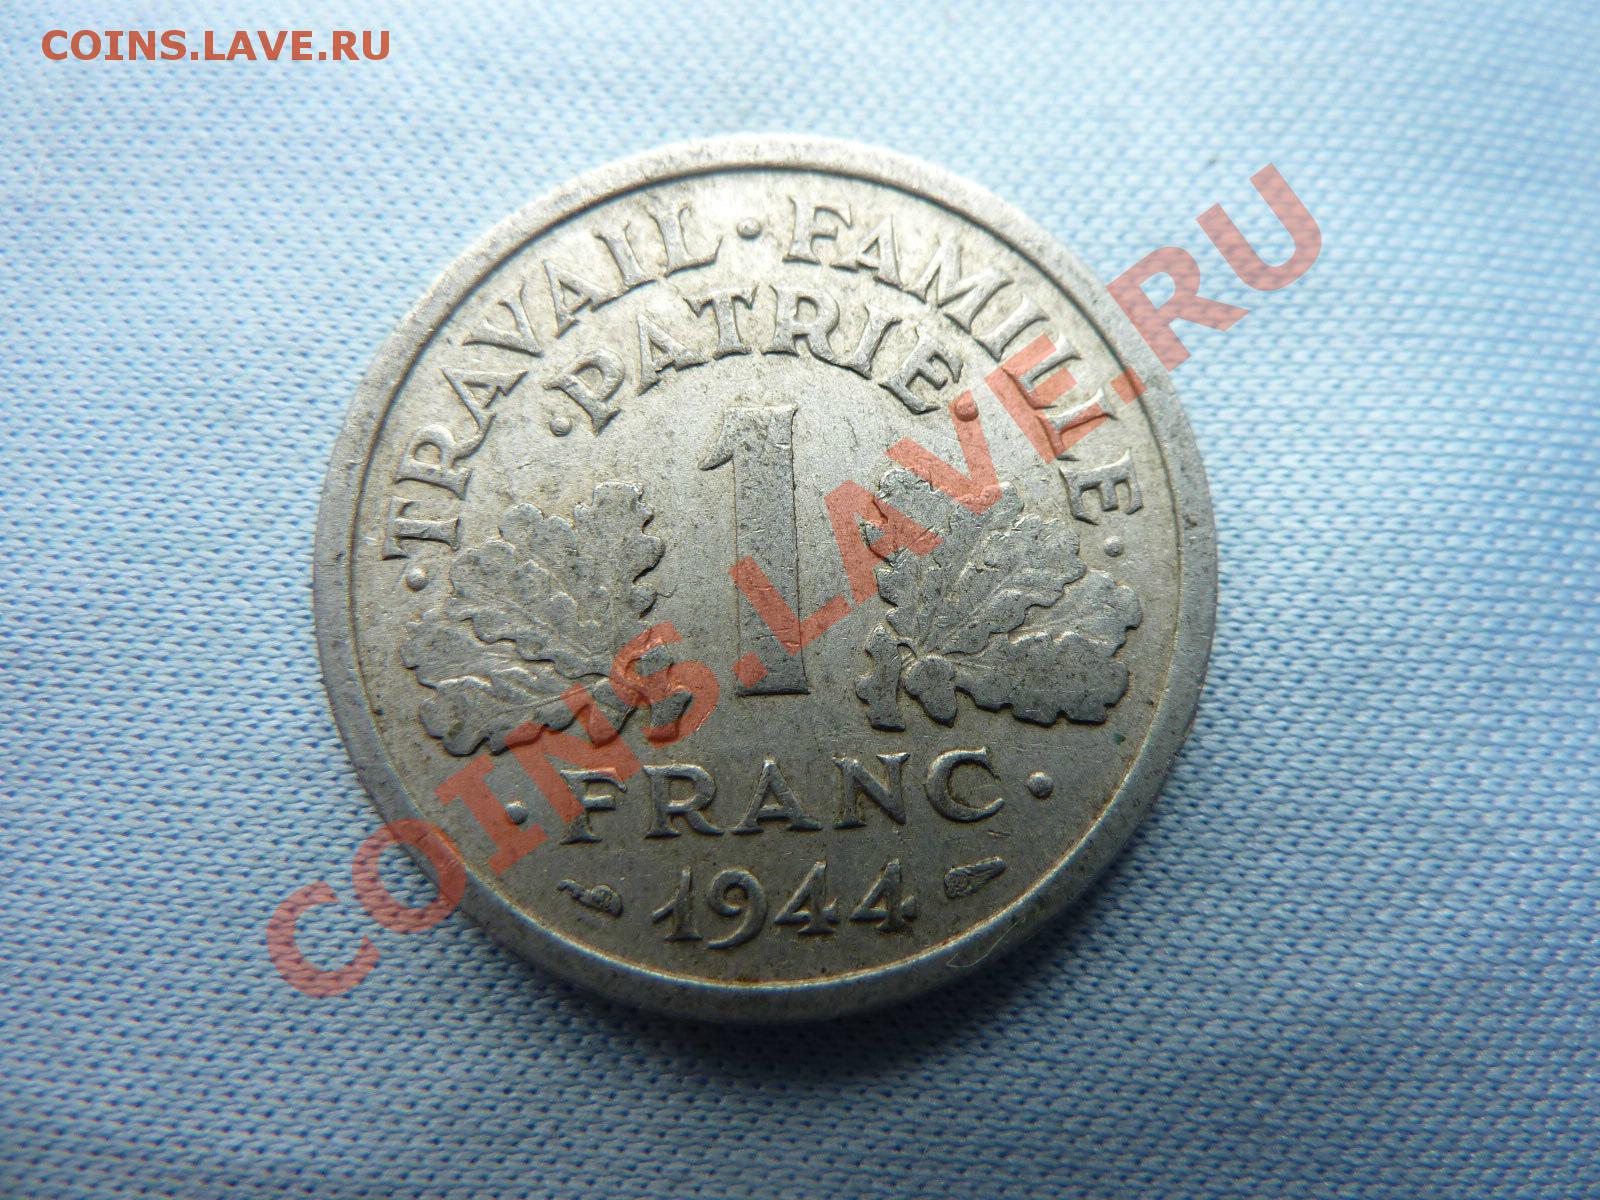 COINS.LAVE.RU
· TRAVAIL · FAMILLE ·
· PATRIE ·
1
· FRANC ·
1944
COINS.LAVE.RU